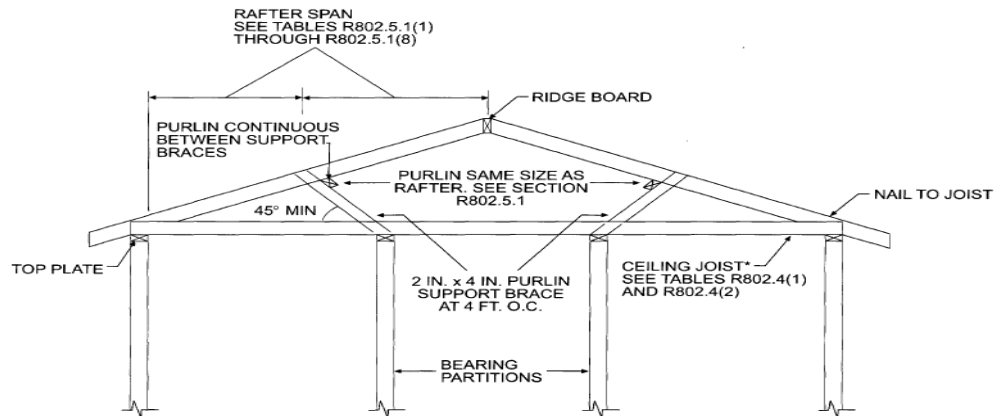 RAFTER SPAN
SEE TABLES R802.5.1(1)
THROUGH R802.5.1(8)
RIDGE BOARD
PURLIN CONTINUOUS
BETWEEN SUPPORT
BRACES
PURLIN SAME SIZE AS
RAFTER. SEE SECTION
R802.5.1
NAIL TO JOIST
45° MIN
TOP PLATE
2 IN. x 4 IN. PURLIN
SUPPORT BRACE
AT 4 FT. O.C.
CEILING JOIST*
SEE TABLES R802.4(1)
AND R802.4(2)
BEARING
PARTITIONS